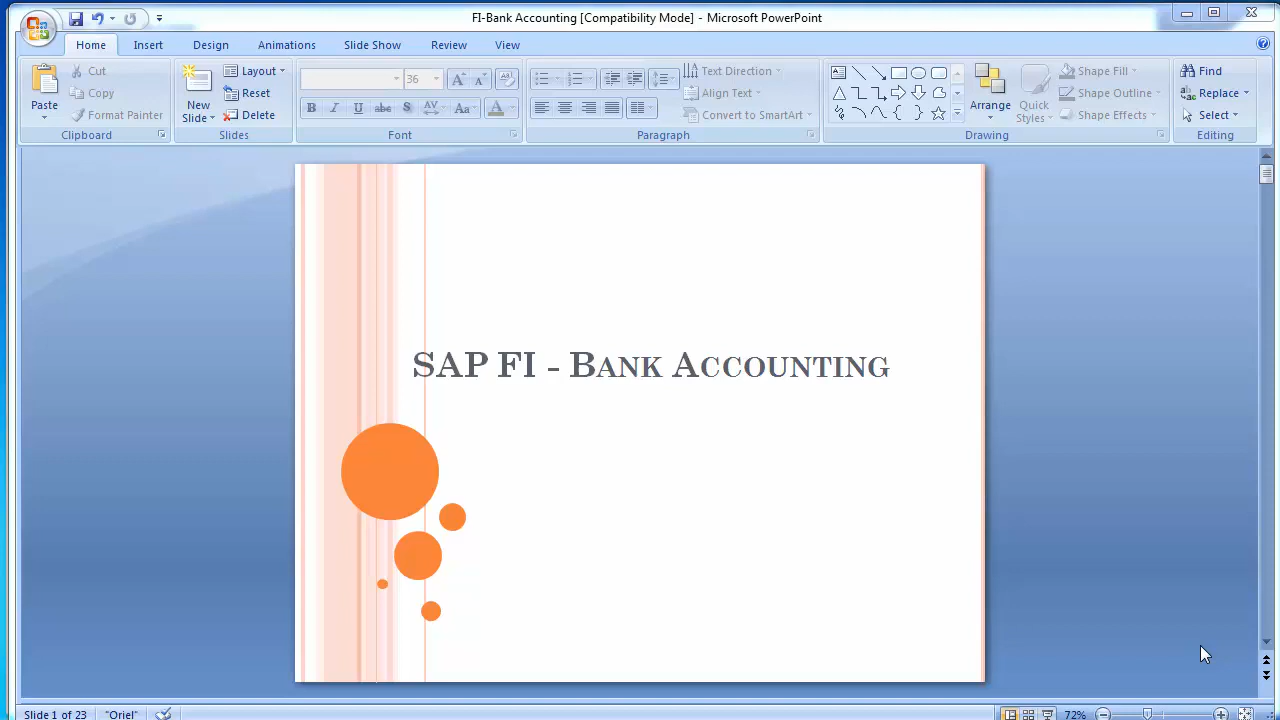 FI-Bank Accounting [Compatibility Mode] - Microsoft PowerPoint
Home Insert Design Animations Slide Show Review View
Paste
Cut
Copy
Format Painter
Clipboard
New Slide
Layout
Reset
Delete
Slides
36
B I U abc S AV Aa A
Font
Text Direction
Align Text
Convert to SmartArt
Paragraph
Arrange
Quick Styles
Shape Fill
Shape Outline
Shape Effects
Drawing
Find
Replace
Select
Editing
SAP FI - Bank Accounting
Slide 1 of 23 "Oriel" 72%